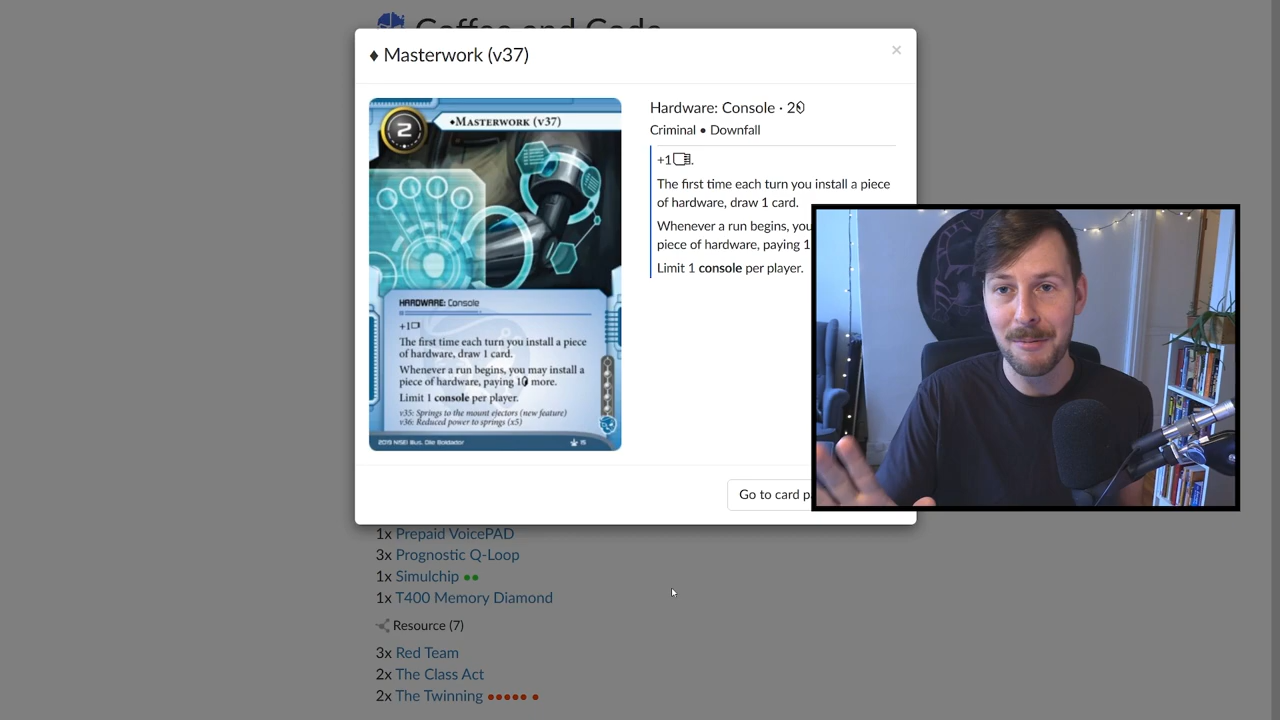 Coffee and Code
♦ Masterwork (v37)
×
2
♦MASTERWORK (v37)
HARDWARE: Console
+1
The first time each turn you install a piece
of hardware, draw 1 card.
Whenever a run begins, you may install a
piece of hardware, paying 1 more.
Limit 1 console per player.
v35: Springs to the mount ejectors (new feature)
v36: Reduced power to springs (x5)
2019 NISEI Illus. Olie Boldador
15
Hardware: Console · 2
Criminal • Downfall
+1.
The first time each turn you install a piece
of hardware, draw 1 card.
Whenever a run begins, you
piece of hardware, paying 1
Limit 1 console per player.
Go to card p
1x Prepaid VoicePAD
3x Prognostic Q-Loop
1x Simulchip ●●
1x T400 Memory Diamond
Resource (7)
3x Red Team
2x The Class Act
2x The Twinning ●●●●● ●